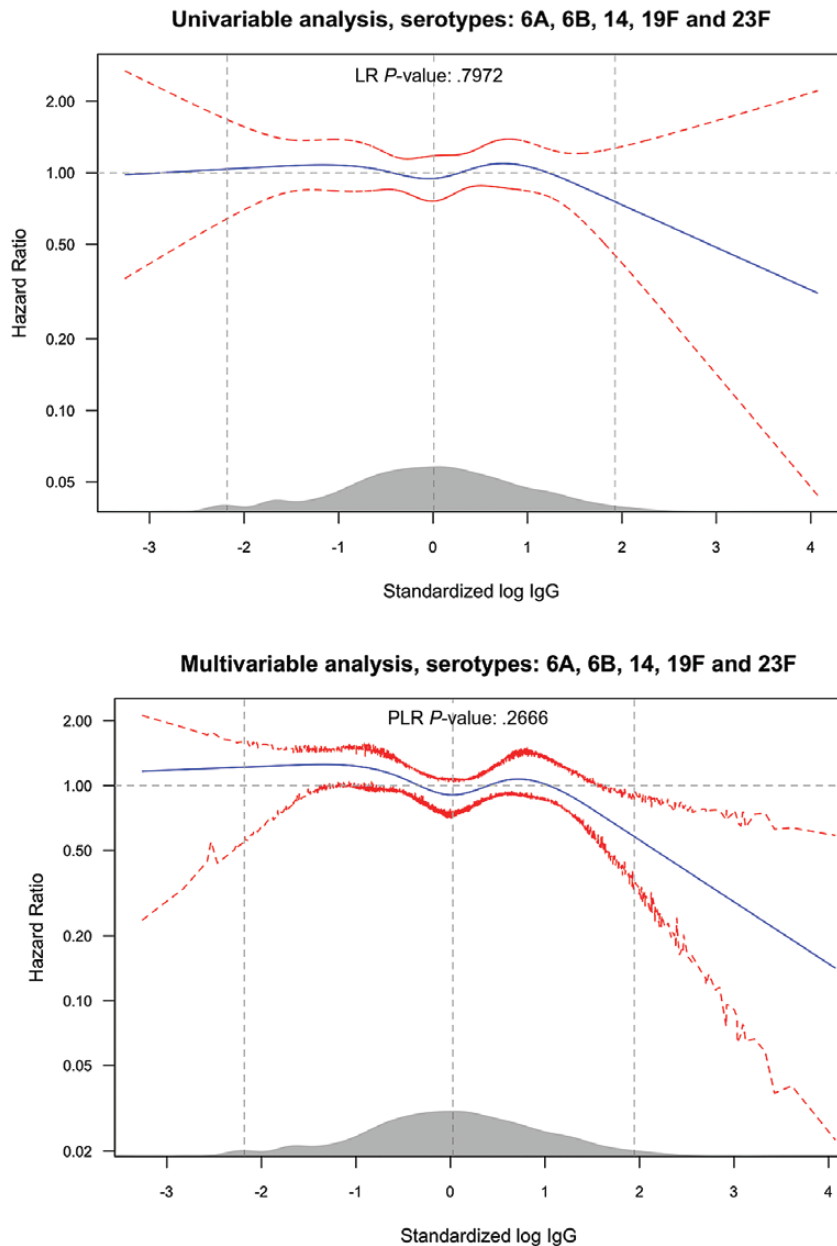 Univariable analysis, serotypes: 6A, 6B, 14, 19F and 23F
LR P-value: .7972
2.00
1.00
0.50
0.20
0.10
0.05
Hazard Ratio
-3 -2 -1 0 1 2 3 4
Standardized log IgG
Multivariable analysis, serotypes: 6A, 6B, 14, 19F and 23F
PLR P-value: .2666
2.00
1.00
0.50
0.20
0.10
0.05
0.02
Hazard Ratio
-3 -2 -1 0 1 2 3 4
Standardized log IgG